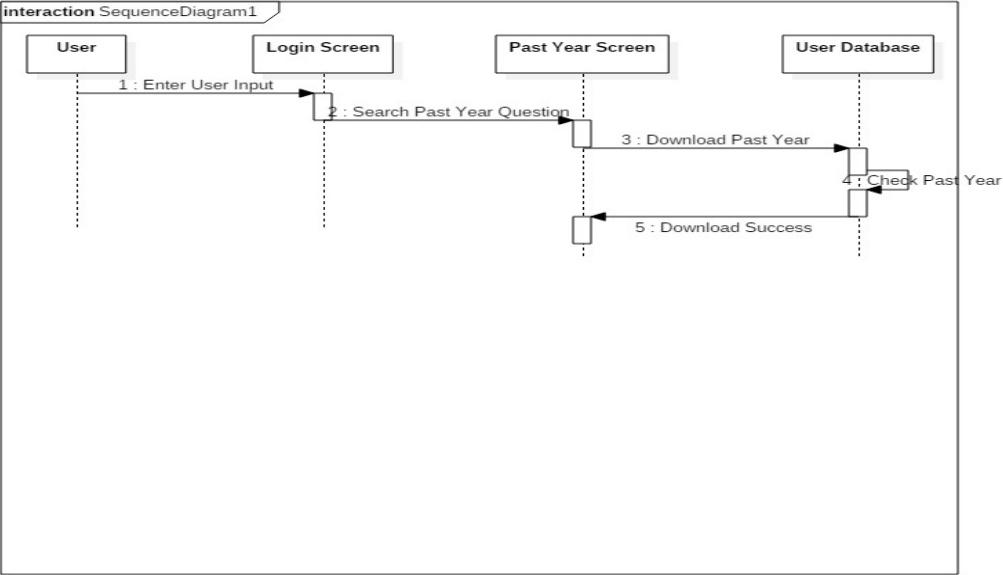 interaction SequenceDiagram1
User
Login Screen
Past Year Screen
User Database
1 : Enter User Input
2 : Search Past Year Question
3 : Download Past Year
4 : Check Past Year
5 : Download Success